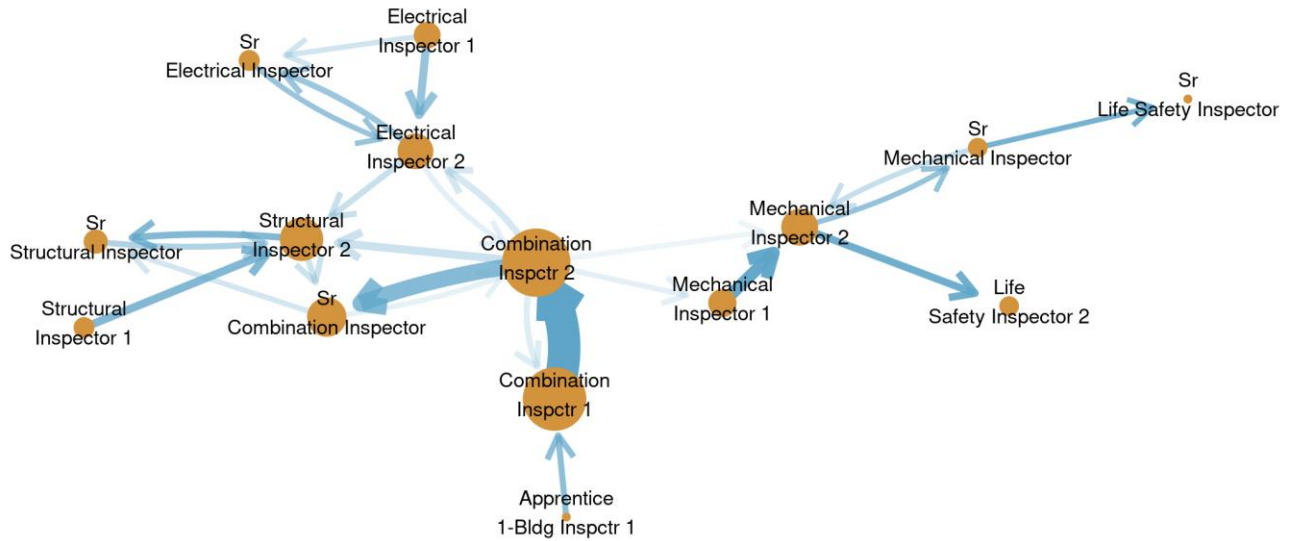 Electrical
Inspector 1
Sr
Electrical Inspector
Sr
Life Safety Inspector
Electrical
Inspector 2
Sr
Mechanical Inspector
Sr
Structural Inspector
Structural
Inspector 2
Mechanical
Inspector 2
Combination
Inspctr 2
Structural
Inspector 1
Sr
Combination Inspector
Mechanical
Inspector 1
Life
Safety Inspector 2
Combination
Inspctr 1
Apprentice
1-Bldg Inspctr 1